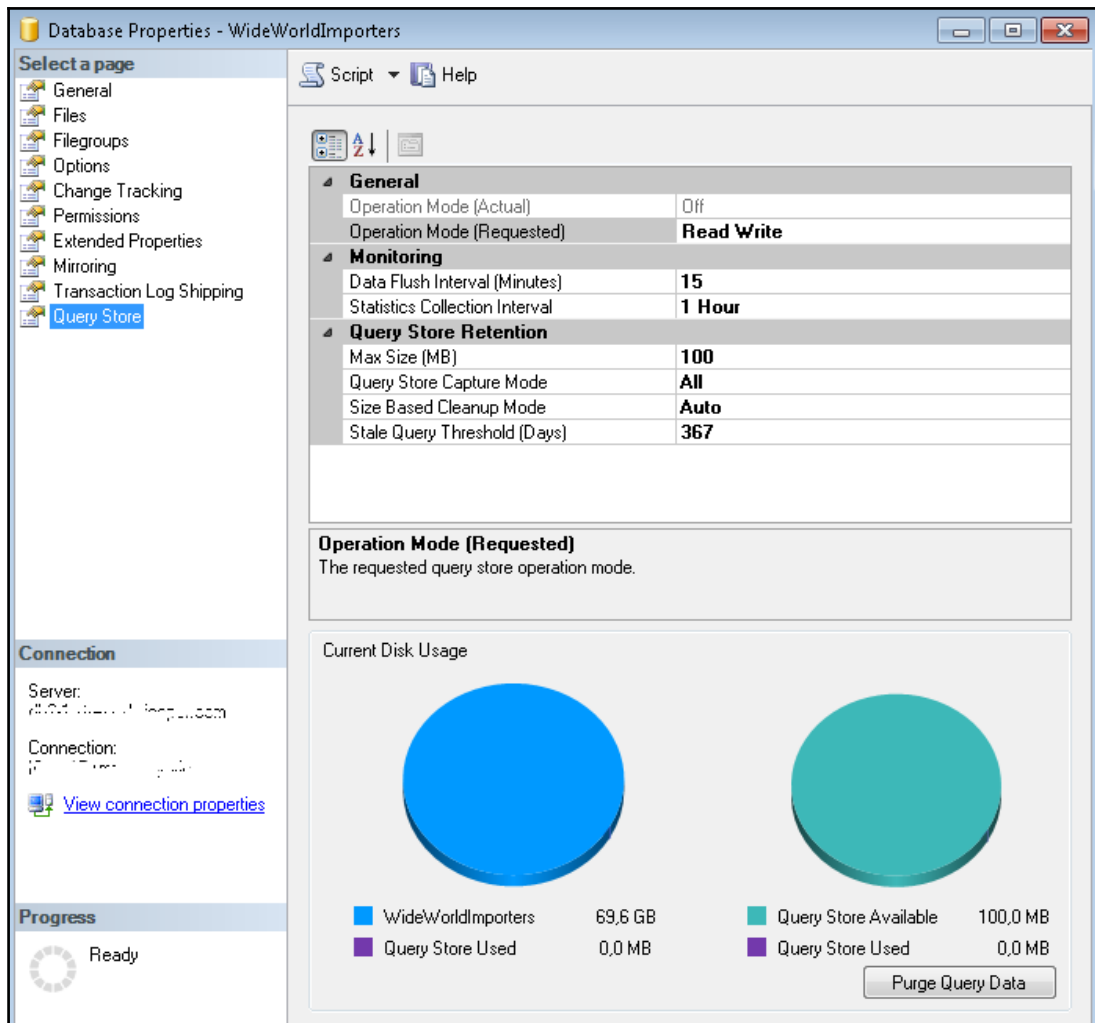 Database Properties - WideWorldImporters
Select a page
General
Files
Filegroups
Options
Change Tracking
Permissions
Extended Properties
Mirroring
Transaction Log Shipping
Query Store
Script
Help
General
Operation Mode (Actual) Off
Operation Mode (Requested) Read Write
Monitoring
Data Flush Interval (Minutes) 15
Statistics Collection Interval 1 Hour
Query Store Retention
Max Size (MB) 100
Query Store Capture Mode All
Size Based Cleanup Mode Auto
Stale Query Threshold (Days) 367
Operation Mode (Requested)
The requested query store operation mode.
Connection
Server:
Connection:
View connection properties
Progress
Ready
Current Disk Usage
WideWorldImporters 69,6 GB
Query Store Used 0,0 MB
Query Store Available 100,0 MB
Query Store Used 0,0 MB
Purge Query Data